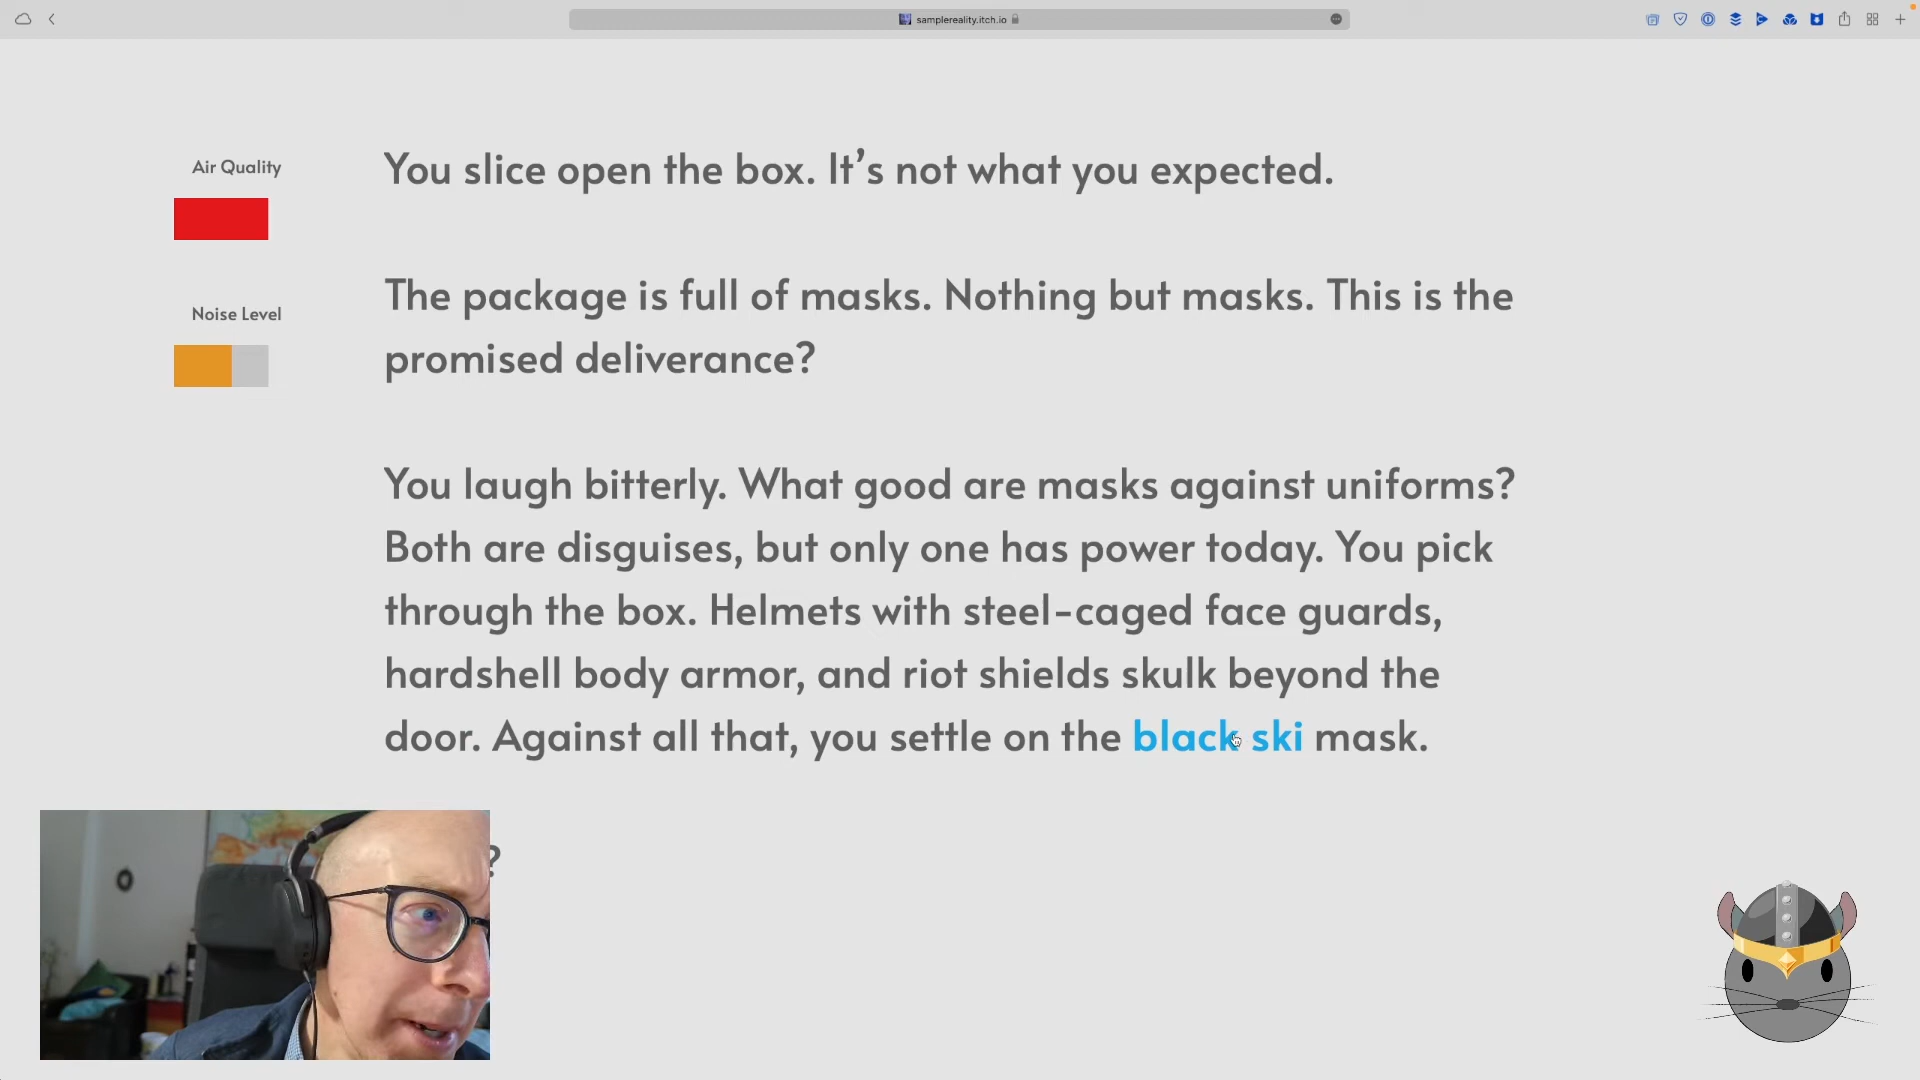 samplereality.itch.io
Air Quality
Noise Level
You slice open the box. It’s not what you expected.
The package is full of masks. Nothing but masks. This is the
promised deliverance?
You laugh bitterly. What good are masks against uniforms?
Both are disguises, but only one has power today. You pick
through the box. Helmets with steel-caged face guards,
hardshell body armor, and riot shields skulk beyond the
door. Against all that, you settle on the black ski mask.
?